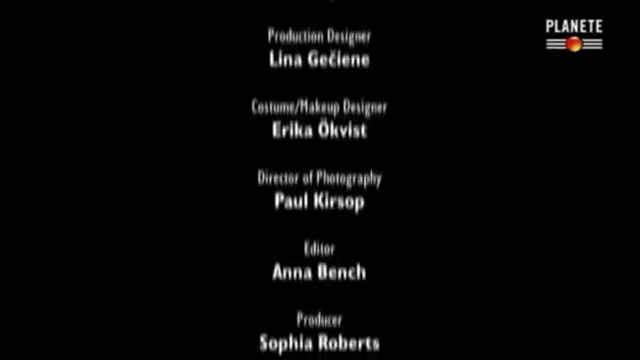 PLANETE
Production Designer
Lina Gečiene
Costume/Makeup Designer
Erika Ökvist
Director of Photography
Paul Kirsop
Editor
Anna Bench
Producer
Sophia Roberts